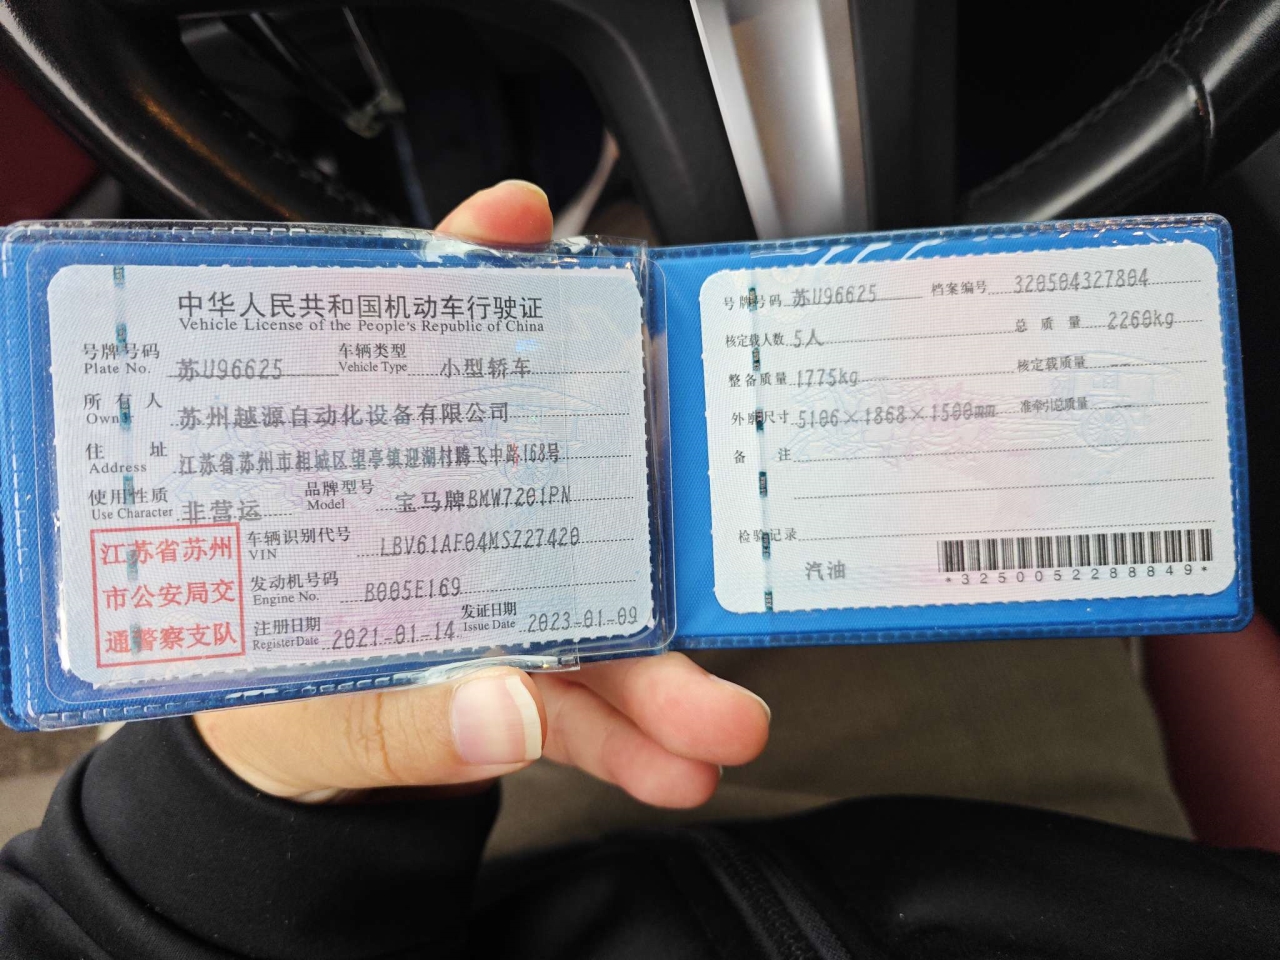 中华人民共和国机动车行驶证
Vehicle License of the People's Republic of China
号牌号码 Plate No. 苏U96625 车辆类型 Vehicle Type 小型轿车
所有人 Owner 苏州越源自动化设备有限公司
住址 Address 江苏省苏州市相城区望亭镇迎湖村腾飞中路168号
使用性质 Use Character 非营运 品牌型号 Model 宝马牌BMW7201PN
车辆识别代号 VIN LBV61AF04MSZ27420
发动机号码 Engine No. B005E169
注册日期 Register Date 2021-01-14 发证日期 Issue Date 2023-01-09
江苏省苏州
市公安局交
通警察支队
号牌号码 苏U96625 档案编号 320504327804
核定载人数 5人 总质量 2260kg
整备质量 1775kg 核定载质量
外廓尺寸 5106×1868×1500mm 准牵引总质量
备注
检验记录
汽油
*3250052288849*